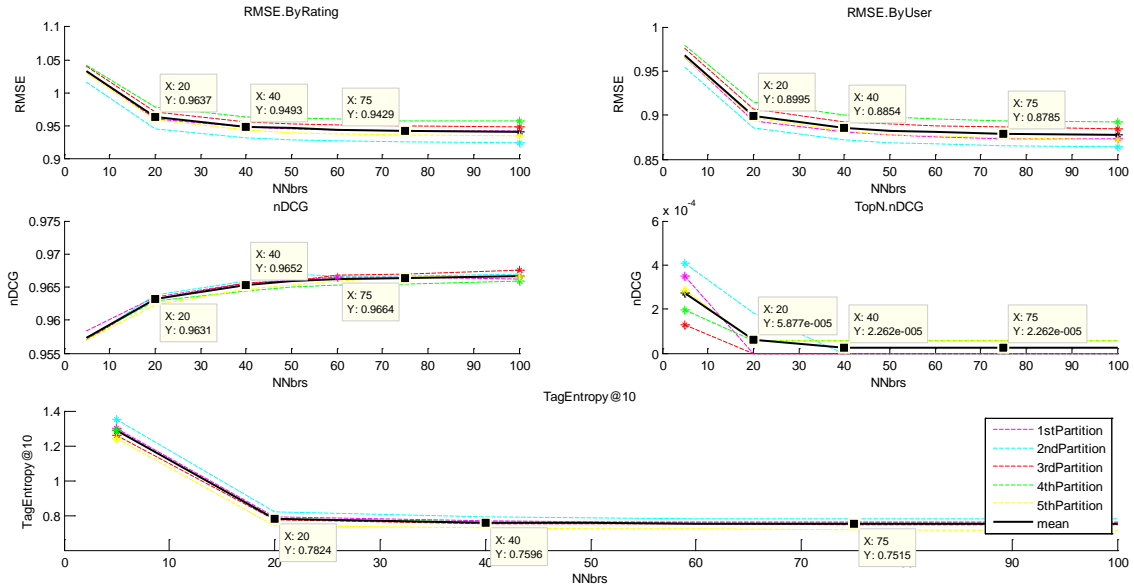 RMSE.ByRating
RMSE
1.1
1.05
1
0.95
0.9
X: 20
Y: 0.9637
X: 40
Y: 0.9493
X: 75
Y: 0.9429
0 10 20 30 40 50 60 70 80 90 100
NNbrs
RMSE.ByUser
RMSE
1
0.95
0.9
0.85
X: 20
Y: 0.8995
X: 40
Y: 0.8854
X: 75
Y: 0.8785
0 10 20 30 40 50 60 70 80 90 100
NNbrs
nDCG
nDCG
0.975
0.97
0.965
0.96
0.955
X: 40
Y: 0.9652
X: 20
Y: 0.9631
X: 75
Y: 0.9664
0 10 20 30 40 50 60 70 80 90 100
NNbrs
TopN.nDCG
x 10-4
nDCG
6
4
2
0
X: 20
Y: 5.877e-005
X: 40
Y: 2.262e-005
X: 75
Y: 2.262e-005
0 10 20 30 40 50 60 70 80 90 100
NNbrs
TagEntropy@10
TagEntropy@10
1.4
1.2
1
0.8
X: 20
Y: 0.7824
X: 40
Y: 0.7596
X: 75
Y: 0.7515
1stPartition
2ndPartition
3rdPartition
4thPartition
5thPartition
mean
10 20 30 40 50 60 70 80 90 100
NNbrs